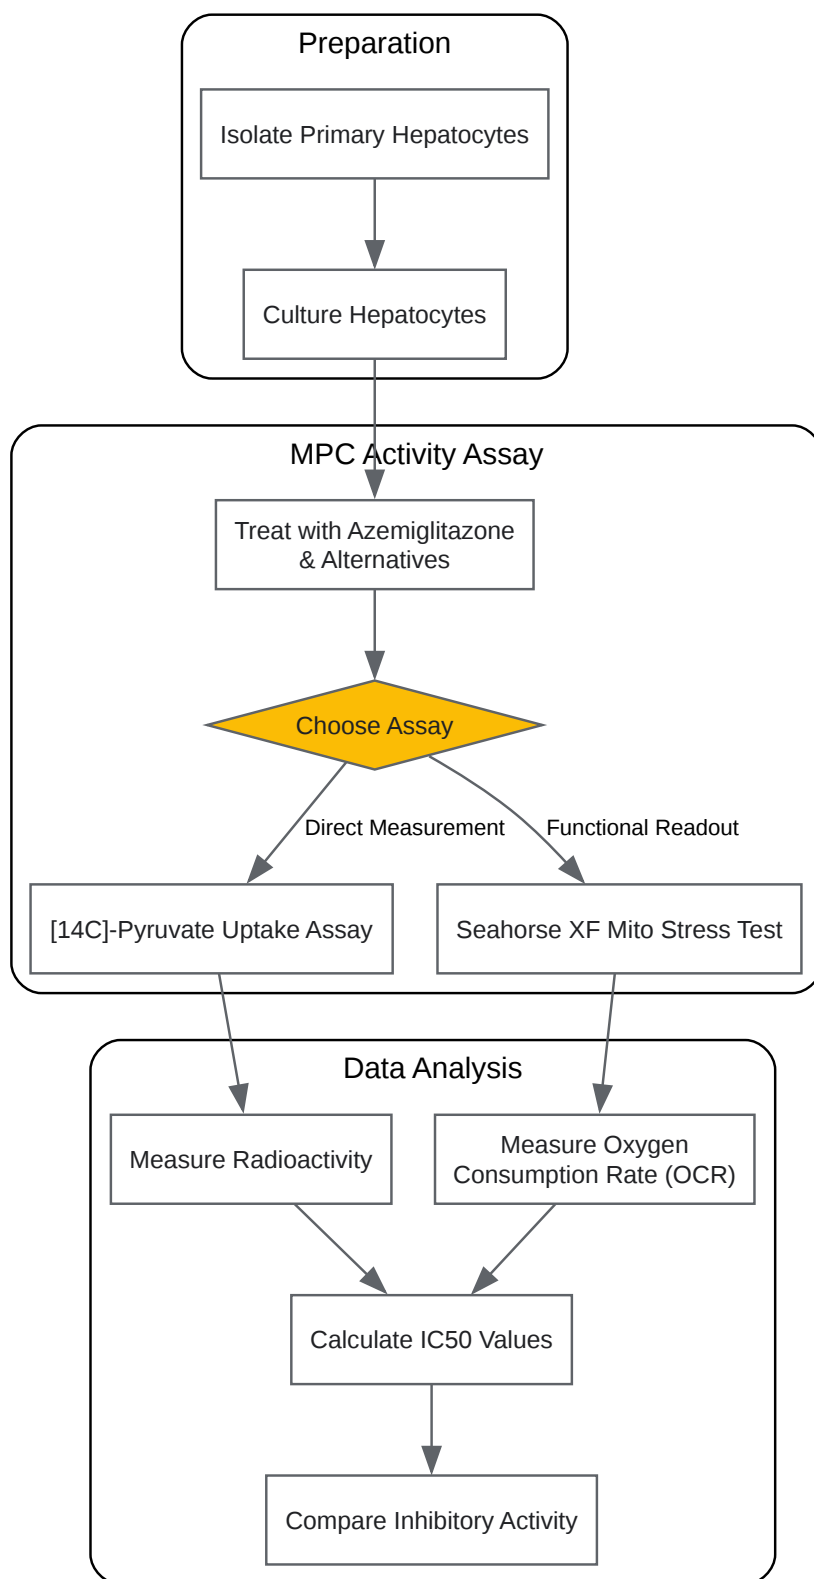 Preparation
Isolate Primary Hepatocytes
Culture Hepatocytes
MPC Activity Assay
Treat with Azemiglitazone
& Alternatives
Choose Assay
Direct Measurement
Functional Readout
[14C]-Pyruvate Uptake Assay
Seahorse XF Mito Stress Test
Data Analysis
Measure Radioactivity
Measure Oxygen
Consumption Rate (OCR)
Calculate IC50 Values
Compare Inhibitory Activity